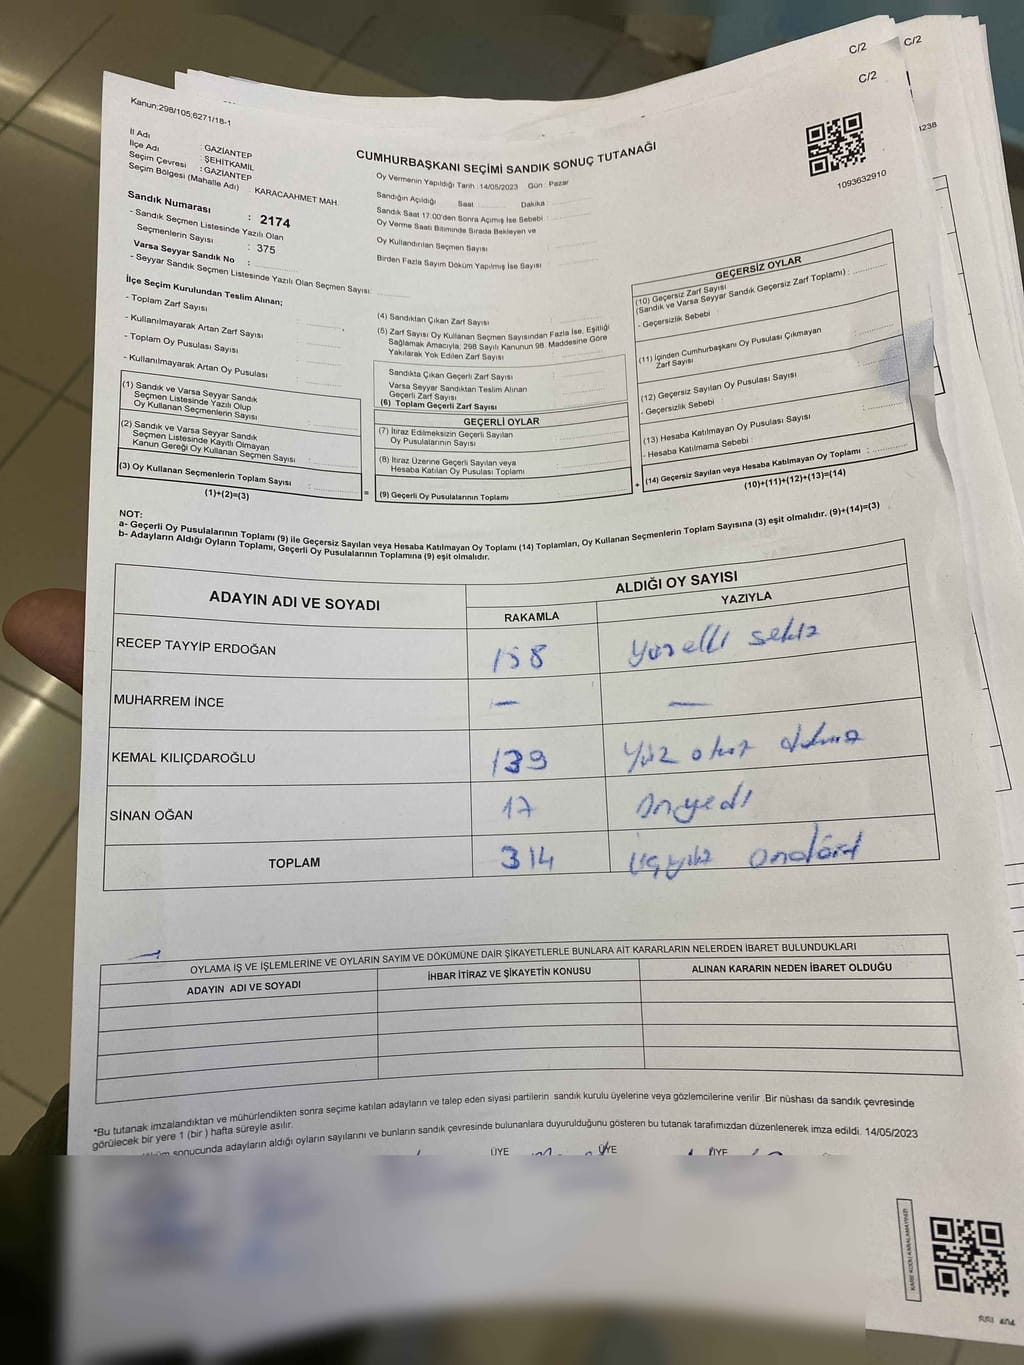 C/2
C/2
C/2
1238
Kanun;298/105;6271/18-1
İl Adı : GAZİANTEP
İlçe Adı : ŞEHİTKAMİL
Seçim Çevresi : GAZİANTEP
Seçim Bölgesi (Mahalle Adı) : KARACAAHMET MAH.
Sandık Numarası : 2174
- Sandık Seçmen Listesinde Yazılı Olan
Seçmenlerin Sayısı : 375
Varsa Seyyar Sandık No :
- Seyyar Sandık Seçmen Listesinde Yazılı Olan Seçmen Sayısı:
CUMHURBAŞKANI SEÇİMİ SANDIK SONUÇ TUTANAĞI
Oy Vermenin Yapıldığı Tarih : 14/05/2023 Gün : Pazar
Sandığın Açıldığı Saat : Dakika :
Sandık Saat 17:00'den Sonra Açımış İse Sebebi :
Oy Verme Saati Bitiminde Sırada Bekleyen ve
Oy Kullandırılan Seçmen Sayısı
Birden Fazla Sayım Döküm Yapılmış İse Sayısı :
1093632910
İlçe Seçim Kurulundan Teslim Alınan;
- Toplam Zarf Sayısı :
- Kullanılmayarak Artan Zarf Sayısı :
- Toplam Oy Pusulası Sayısı :
- Kullanılmayarak Artan Oy Pusulası :
(1) Sandık ve Varsa Seyyar Sandık
Seçmen Listesinde Yazılı Olup
Oy Kullanan Seçmenlerin Sayısı :
(2) Sandık ve Varsa Seyyar Sandık
Seçmen Listesinde Kayıtlı Olmayan
Kanun Gereği Oy Kullanan Seçmen Sayısı :
(3) Oy Kullanan Seçmenlerin Toplam Sayısı :
(1)+(2)=(3)
=
(4) Sandıktan Çıkan Zarf Sayısı :
(5) Zarf Sayısı Oy Kullanan Seçmen Sayısından Fazla İse, Eşitliği
Sağlamak Amacıyla; 298 Sayılı Kanunun 98. Maddesine Göre
Yakılarak Yok Edilen Zarf Sayısı :
Sandıkta Çıkan Geçerli Zarf Sayısı :
Varsa Seyyar Sandıktan Teslim Alınan
Geçerli Zarf Sayısı :
(6) Toplam Geçerli Zarf Sayısı :
GEÇERLİ OYLAR
(7) İtiraz Edilmeksizin Geçerli Sayılan
Oy Pusulalarının Sayısı :
(8) İtiraz Üzerine Geçerli Sayılan veya
Hesaba Katılan Oy Pusulası Toplamı :
(9) Geçerli Oy Pusulalarının Toplamı :
+
GEÇERSİZ OYLAR
(10) Geçersiz Zarf Sayısı
(Sandık ve Varsa Seyyar Sandık Geçersiz Zarf Toplamı) :
- Geçersizlik Sebebi :
(11) İçinden Cumhurbaşkanı Oy Pusulası Çıkmayan
Zarf Sayısı :
(12) Geçersiz Sayılan Oy Pusulası Sayısı :
- Geçersizlik Sebebi :
(13) Hesaba Katılmayan Oy Pusulası Sayısı :
- Hesaba Katılmama Sebebi :
(14) Geçersiz Sayılan veya Hesaba Katılmayan Oy Toplamı :
(10)+(11)+(12)+(13)=(14)
NOT:
a- Geçerli Oy Pusulalarının Toplamı (9) ile Geçersiz Sayılan veya Hesaba Katılmayan Oy Toplamı (14) Toplamları, Oy Kullanan Seçmenlerin Toplam Sayısına (3) eşit olmalıdır. (9)+(14)=(3)
b- Adayların Aldığı Oyların Toplamı, Geçerli Oy Pusulalarının Toplamına (9) eşit olmalıdır.
ADAYIN ADI VE SOYADI
ALDIĞI OY SAYISI
RAKAMLA YAZIYLA
RECEP TAYYİP ERDOĞAN 158 Yüzelli sekiz
MUHARREM İNCE — —
KEMAL KILIÇDAROĞLU 139 Yüz otuz dokuz
SİNAN OĞAN 17 onyedi
TOPLAM 314 üçyüz ondört
OYLAMA İŞ VE İŞLEMLERİNE VE OYLARIN SAYIM VE DÖKÜMÜNE DAİR ŞİKAYETLERLE BUNLARA AİT KARARLARIN NELERDEN İBARET BULUNDUKLARI
ADAYIN ADI VE SOYADI İHBAR İTİRAZ VE ŞİKAYETİN KONUSU ALINAN KARARIN NEDEN İBARET OLDUĞU
*Bu tutanak imzalandıktan ve mühürlendikten sonra seçime katılan adayların ve talep eden siyasi partilerin sandık kurulu üyelerine veya gözlemcilerine verilir .Bir nüshası da sandık çevresinde
görülecek bir yere 1 (bir ) hafta süreyle asılır.
sonucunda adayların aldığı oyların sayılarını ve bunların sandık çevresinde bulunanlara duyurulduğunu gösteren bu tutanak tarafımızdan düzenlenerek imza edildi. 14/05/2023
ÜYE ÜYE ÜYE
KARE KODU KARALAMAYINIZ!